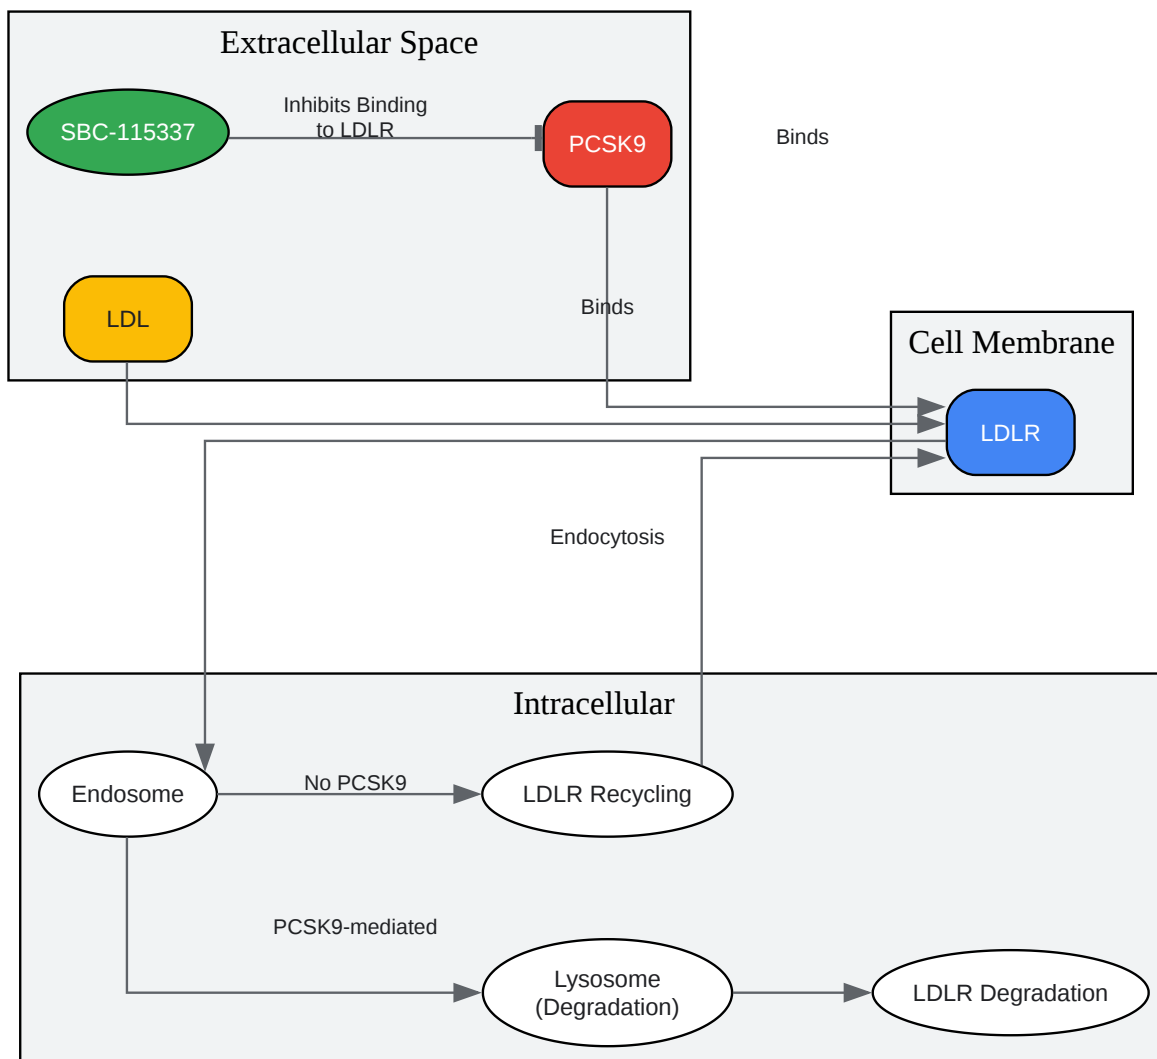 Extracellular Space
SBC-115337
Inhibits Binding
to LDLR
PCSK9
Binds
LDL
Binds
Cell Membrane
LDLR
Endocytosis
Intracellular
Endosome
No PCSK9
LDLR Recycling
PCSK9-mediated
Lysosome
(Degradation)
LDLR Degradation